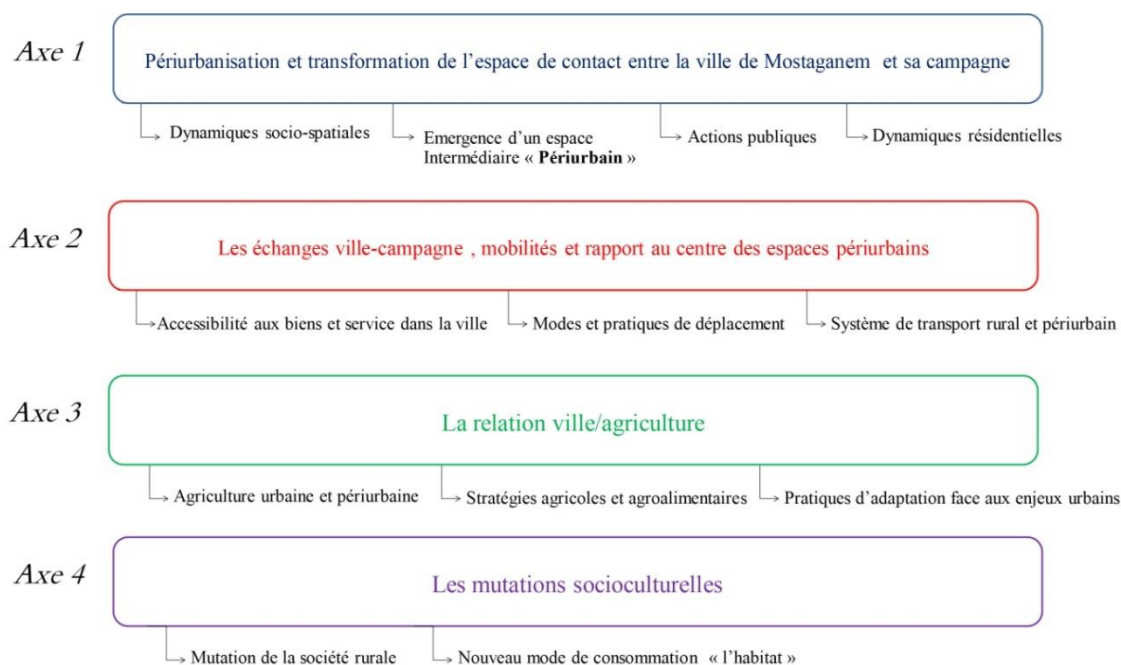 Axe 1
Périurbanisation et transformation de l’espace de contact entre la ville de Mostaganem et sa campagne
Dynamiques socio-spatiales
Emergence d’un espace
Intermédiaire « Périurbain »
Actions publiques
Dynamiques résidentielles
Axe 2
Les échanges ville-campagne , mobilités et rapport au centre des espaces périurbains
Accessibilité aux biens et service dans la ville
Modes et pratiques de déplacement
Système de transport rural et périurbain
Axe 3
La relation ville/agriculture
Agriculture urbaine et périurbaine
Stratégies agricoles et agroalimentaires
Pratiques d’adaptation face aux enjeux urbains
Axe 4
Les mutations socioculturelles
Mutation de la société rurale
Nouveau mode de consommation « l’habitat »